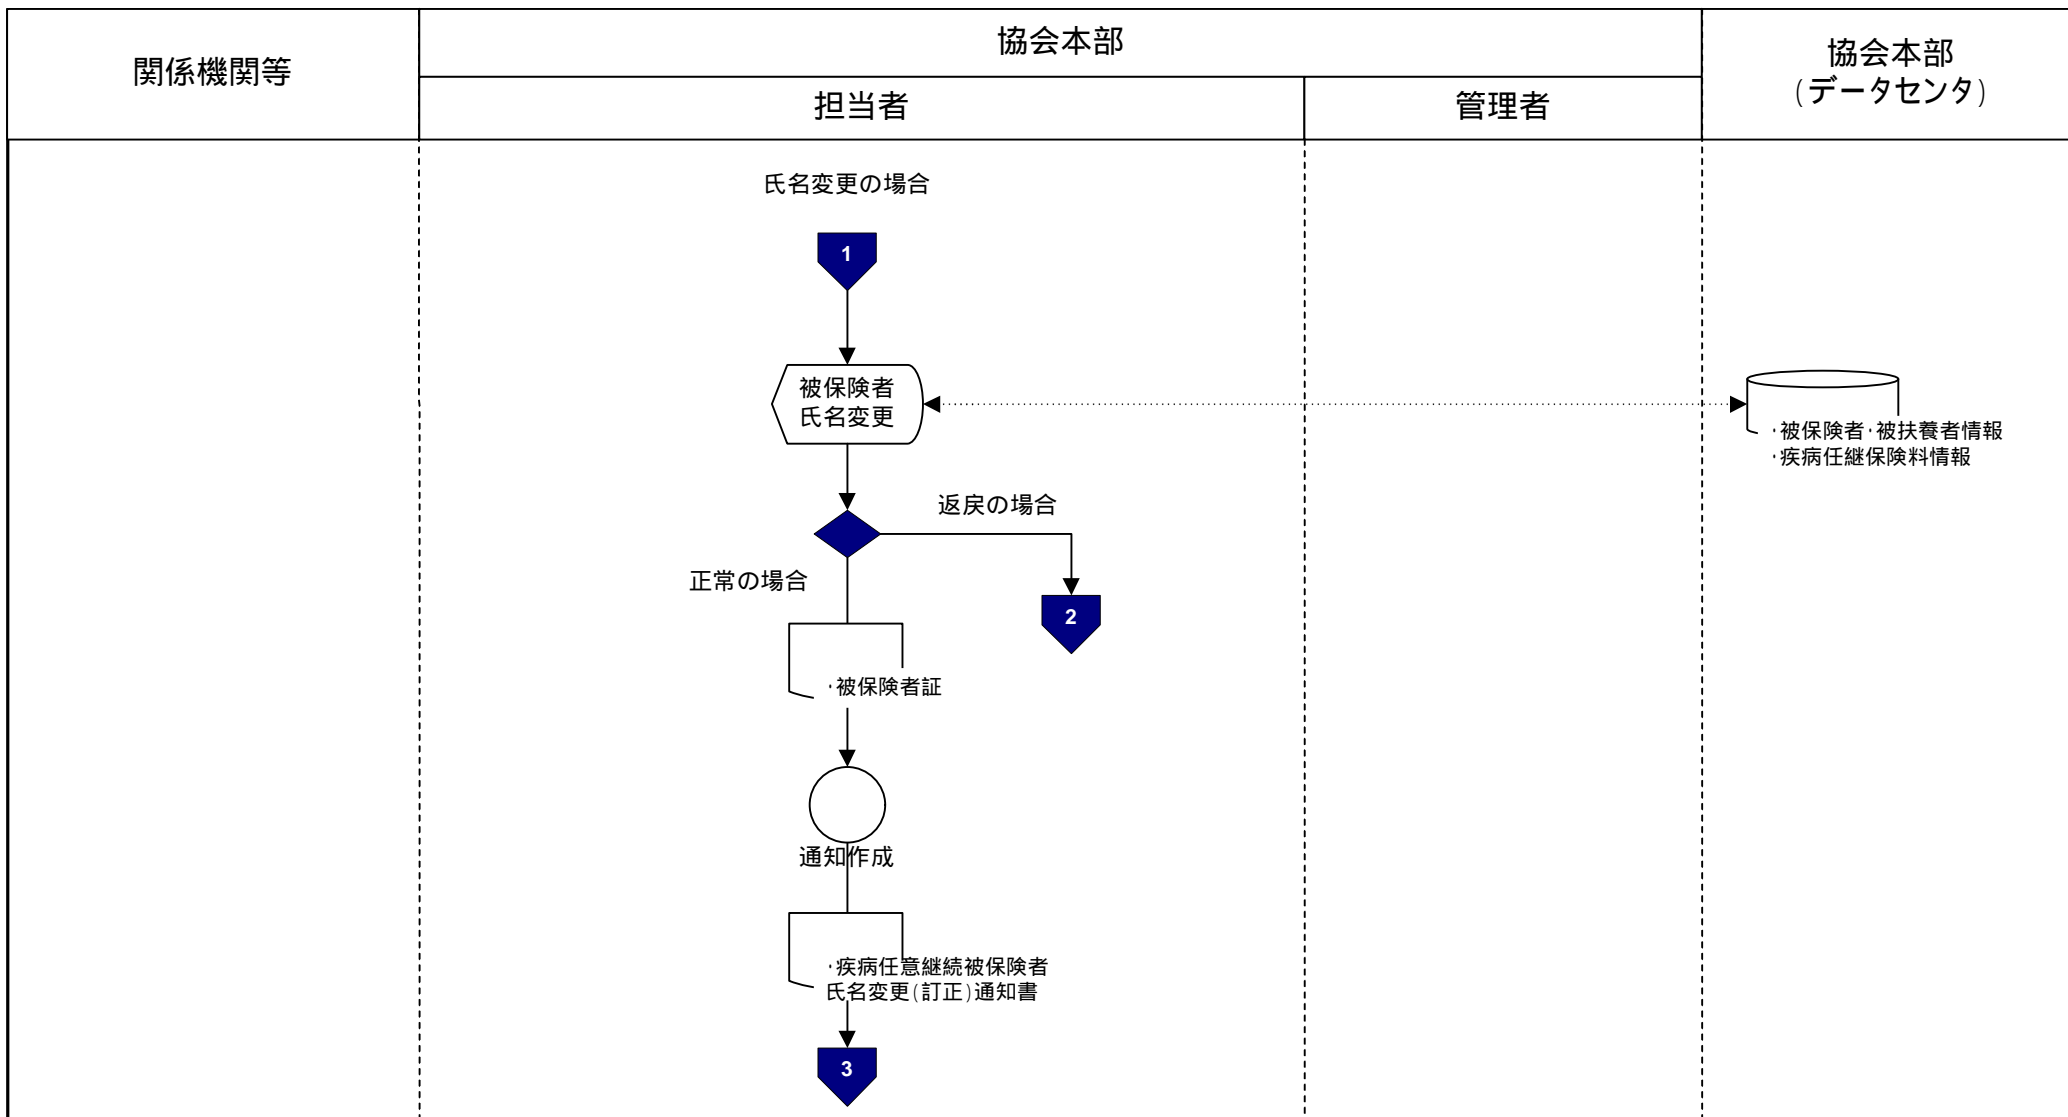 関係機関等
協会本部
担当者
管理者
協会本部
(データセンタ)
氏名変更の場合
1
被保険者
氏名変更
・被保険者・被扶養者情報
・疾病任継保険料情報
返戻の場合
正常の場合
2
・被保険者証
通知作成
・疾病任意継続被保険者
氏名変更(訂正)通知書
3